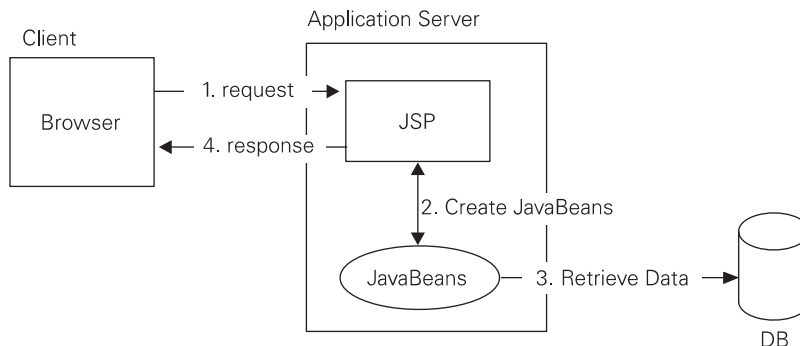 Application Server
Client
Browser
1. request
JSP
4. response
2. Create JavaBeans
JavaBeans
3. Retrieve Data
DB